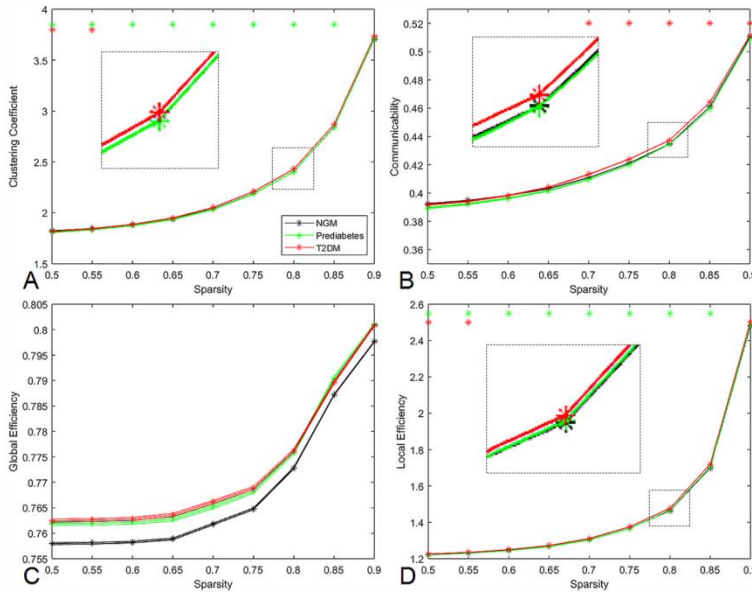 4
3.5
3
2.5
2
1.5
1
Clustering Coefficient
A
0.5 0.55 0.6 0.65 0.7 0.75 0.8 0.85 0.9
Sparsity
NGM
Prediabetes
T2DM
0.52
0.5
0.48
0.46
0.44
0.42
0.4
0.38
0.36
Communicability
B
0.5 0.55 0.6 0.65 0.7 0.75 0.8 0.85 0.9
Sparsity
0.805
0.8
0.795
0.79
0.785
0.78
0.775
0.77
0.765
0.76
0.755
Global Efficiency
C
0.5 0.55 0.6 0.65 0.7 0.75 0.8 0.85 0.9
Sparsity
2.6
2.4
2.2
2
1.8
1.6
1.4
1.2
Local Efficiency
D
0.5 0.55 0.6 0.65 0.7 0.75 0.8 0.85 0.9
Sparsity